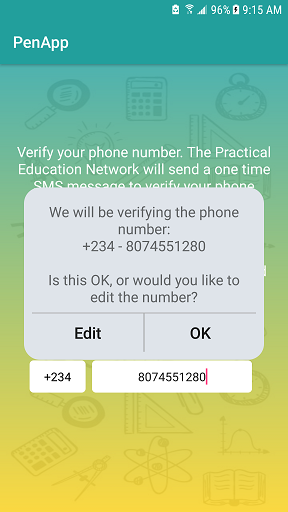 96% 9:15 AM
PenApp
Verify your phone number. The Practical
Education Network will send a one time
SMS message to verify your phone
We will be verifying the phone
number:
+234 - 8074551280
Is this OK, or would you like to
edit the number?
Edit OK
+234 8074551280